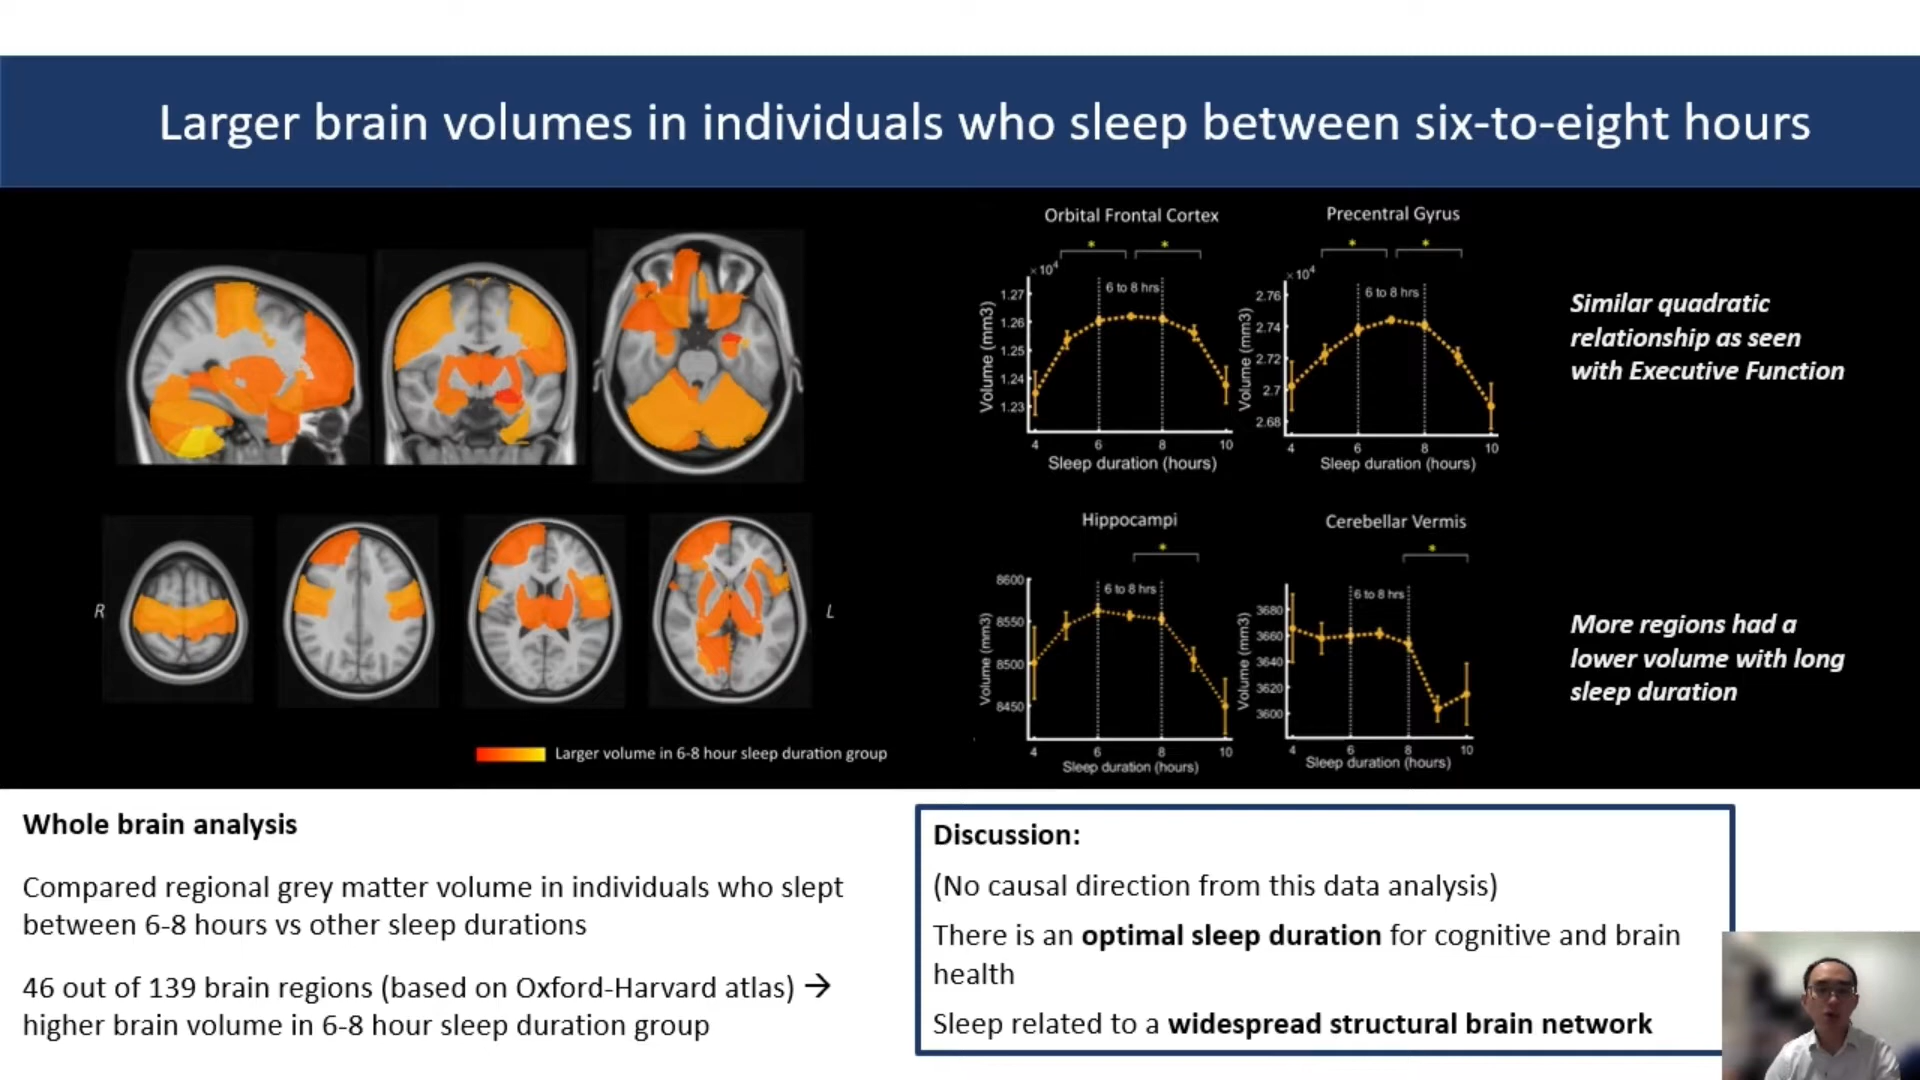 Larger brain volumes in individuals who sleep between six-to-eight hours
R
L
Larger volume in 6-8 hour sleep duration group
Orbital Frontal Cortex
*
*
×10⁴
6 to 8 hrs
1.27
1.26
1.25
1.24
1.23
Volume (mm3)
4
6
8
10
Sleep duration (hours)
Precentral Gyrus
*
*
×10⁴
6 to 8 hrs
2.76
2.74
2.72
2.7
2.68
Volume (mm3)
4
6
8
10
Sleep duration (hours)
Similar quadratic
relationship as seen
with Executive Function
Hippocampi
*
6 to 8 hrs
8600
8550
8500
8450
Volume (mm3)
4
6
8
10
Sleep duration (hours)
Cerebellar Vermis
*
6 to 8 hrs
3680
3660
3640
3620
3600
Volume (mm3)
4
6
8
10
Sleep duration (hours)
More regions had a
lower volume with long
sleep duration
Whole brain analysis
Compared regional grey matter volume in individuals who slept
between 6-8 hours vs other sleep durations
46 out of 139 brain regions (based on Oxford-Harvard atlas) →
higher brain volume in 6-8 hour sleep duration group
Discussion:
(No causal direction from this data analysis)
There is an optimal sleep duration for cognitive and brain
health
Sleep related to a widespread structural brain network